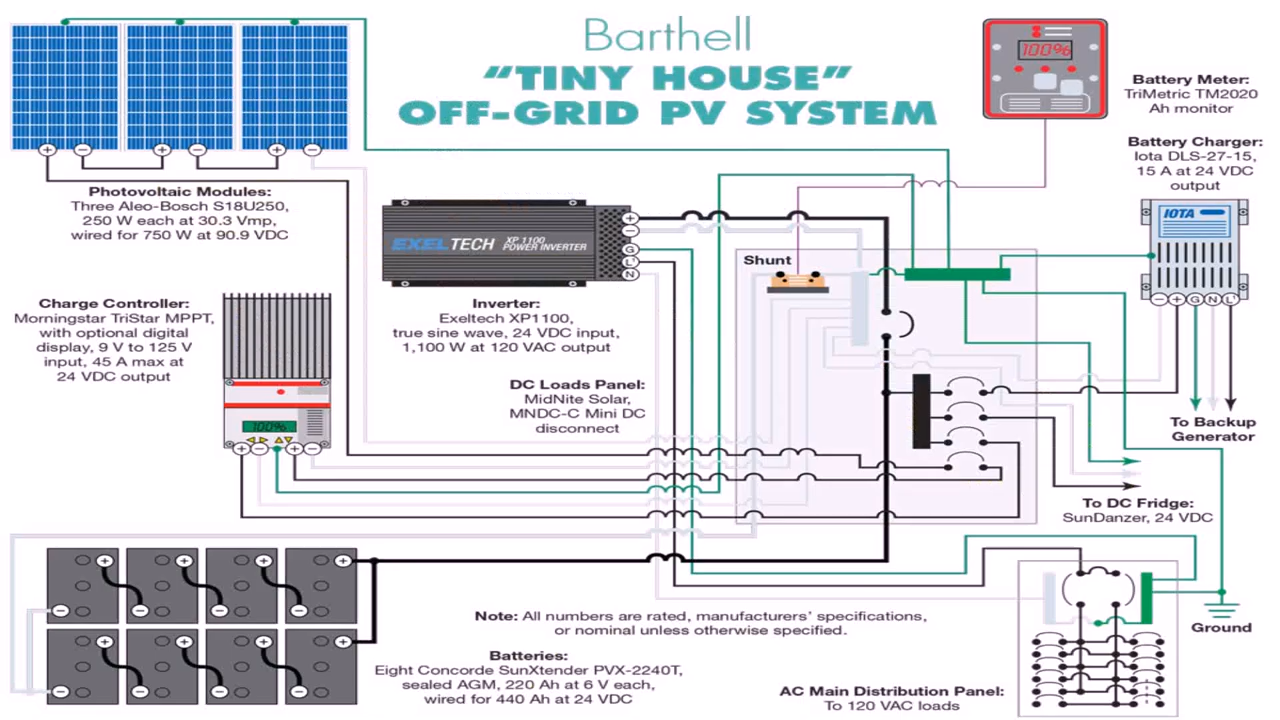 Barthell
"TINY HOUSE"
OFF-GRID PV SYSTEM
100%
Battery Meter:
TriMetric TM2020
Ah monitor
Battery Charger:
Iota DLS-27-15,
15 A at 24 VDC
output
Photovoltaic Modules:
Three Aleo-Bosch S18U250,
250 W each at 30.3 Vmp,
wired for 750 W at 90.9 VDC
EXELTECH XP 1100
POWER INVERTER
+
−
G
L1
N
IOTA
− + G N L1
Shunt
Charge Controller:
Morningstar TriStar MPPT,
with optional digital
display, 9 V to 125 V
input, 45 A max at
24 VDC output
Inverter:
Exeltech XP1100,
true sine wave, 24 VDC input,
1,100 W at 120 VAC output
DC Loads Panel:
MidNite Solar,
MNDC-C Mini DC
disconnect
100%
To Backup
Generator
To DC Fridge:
SunDanzer, 24 VDC
Note: All numbers are rated, manufacturers' specifications,
or nominal unless otherwise specified.
Ground
Batteries:
Eight Concorde SunXtender PVX-2240T,
sealed AGM, 220 Ah at 6 V each,
wired for 440 Ah at 24 VDC
AC Main Distribution Panel:
To 120 VAC loads